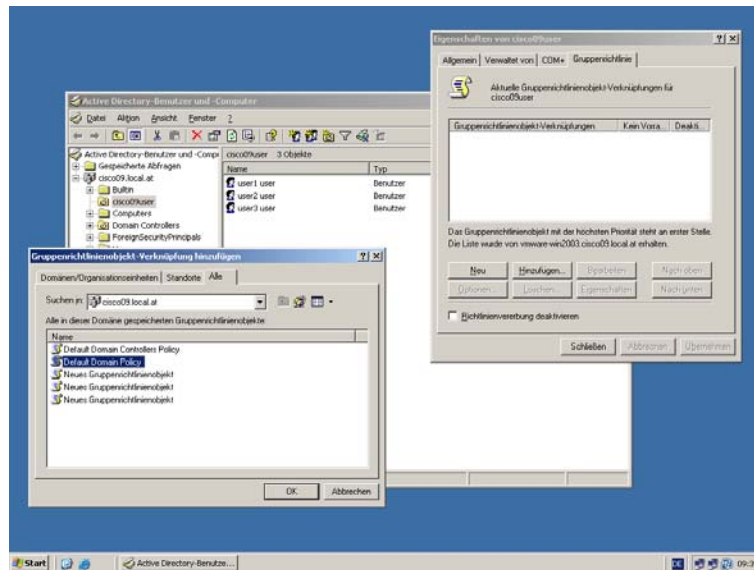 Eigenschaften von cisco09user
Allgemein
Verwaltet von
COM+
Gruppenrichtlinie
Aktuelle Gruppenrichtlinienobjekt-Verknüpfungen für
cisco09user
Gruppenrichtlinienobjekt-Verknüpfungen
Kein Vorra...
Deakti...
Das Gruppenrichtlinienobjekt mit der höchsten Priorität steht an erster Stelle.
Die Liste wurde von vmware-win2003.cisco09.local.at erhalten.
Neu
Hinzufügen...
Bearbeiten
Nach oben
Optionen...
Löschen...
Eigenschaften
Nach unten
Richtlinienvererbung deaktivieren
Schließen
Abbrechen
Übernehmen
Active Directory-Benutzer und -Computer
Datei
Aktion
Ansicht
Fenster
?
Active Directory-Benutzer und -Compu
Gespeicherte Abfragen
cisco09.local.at
Builtin
cisco09user
Computers
Domain Controllers
ForeignSecurityPrincipals
cisco09user 3 Objekte
Name
Typ
user1 user
Benutzer
user2 user
Benutzer
user3 user
Benutzer
Gruppenrichtlinienobjekt-Verknüpfung hinzufügen
Domänen/Organisationseinheiten
Standorte
Alle
Suchen in:
cisco09.local.at
Alle in dieser Domäne gespeicherten Gruppenrichtlinienobjekte:
Name
Default Domain Controllers Policy
Default Domain Policy
Neues Gruppenrichtlinienobjekt
Neues Gruppenrichtlinienobjekt
Neues Gruppenrichtlinienobjekt
OK
Abbrechen
Start
Active Directory-Benutze...
DE